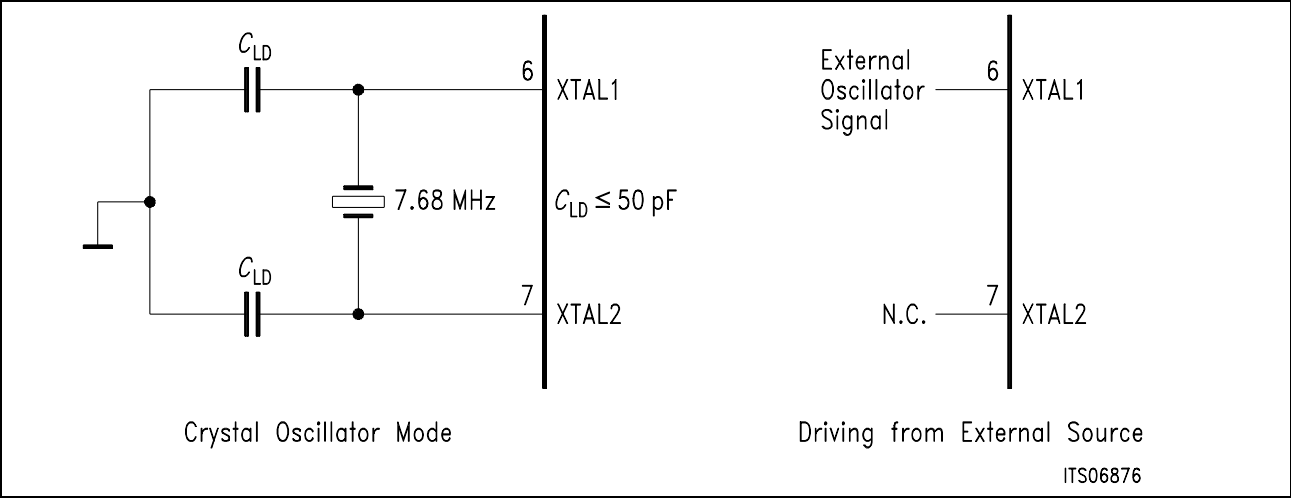 C_LD
6
XTAL1
7.68 MHz
C_LD ≤ 50 pF
C_LD
7
XTAL2
Crystal Oscillator Mode
External
Oscillator
Signal
6
XTAL1
N.C.
7
XTAL2
Driving from External Source
ITS06876